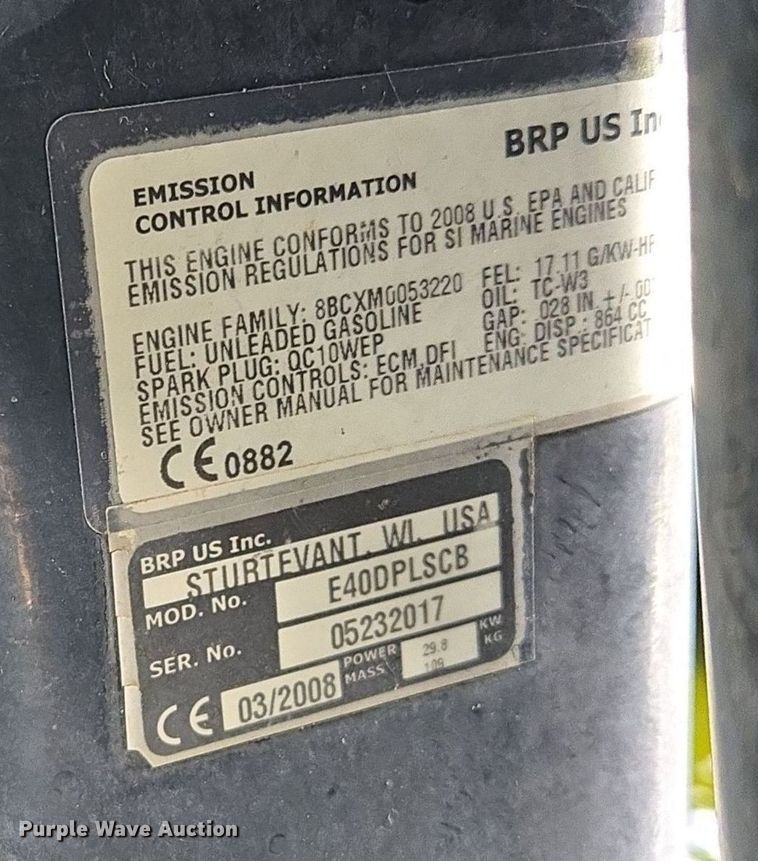 BRP US In
EMISSION
CONTROL INFORMATION
THIS ENGINE CONFORMS TO 2008 U.S. EPA AND CALIF
EMISSION REGULATIONS FOR SI MARINE ENGINES
ENGINE FAMILY: 8BCXM0053220 FEL: 17.11 G/KW-HR
FUEL: UNLEADED GASOLINE OIL: TC-W3
SPARK PLUG: QC10WEP GAP: .028 IN. +/-.00
EMISSION CONTROLS: ECM,DFI ENG. DISP.: 864 CC
SEE OWNER MANUAL FOR MAINTENANCE SPECIFICAT
CE 0882
BRP US Inc.
STURTEVANT, WI, USA
MOD. No. E40DPLSCB
SER. No. 05232017
CE 03/2008 POWER 29.8 KW
MASS 109 KG
Purple Wave Auction